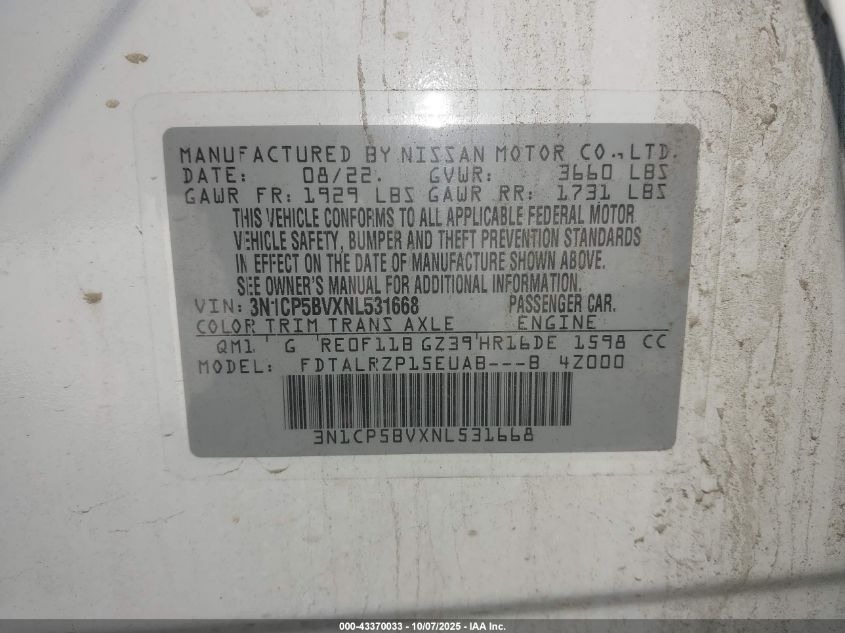 MANUFACTURED BY NISSAN MOTOR CO., LTD.
DATE: 08/22. GVWR: 3660 LBS
GAWR FR: 1929 LBS GAWR RR: 1731 LBS
THIS VEHICLE CONFORMS TO ALL APPLICABLE FEDERAL MOTOR
VEHICLE SAFETY, BUMPER AND THEFT PREVENTION STANDARDS
IN EFFECT ON THE DATE OF MANUFACTURE SHOWN ABOVE.
SEE OWNER'S MANUAL FOR ADDITIONAL INFORMATION.
VIN: 3N1CP5BVXNL531668 PASSENGER CAR.
COLOR TRIM TRANS AXLE ENGINE
QM1 G RE0F11B GZ39 HR16DE 1598 CC
MODEL: FDTALRZP15EUAB---B 4Z000
3N1CP5BVXNL531668
000-43370033 - 10/07/2025 - IAA Inc.